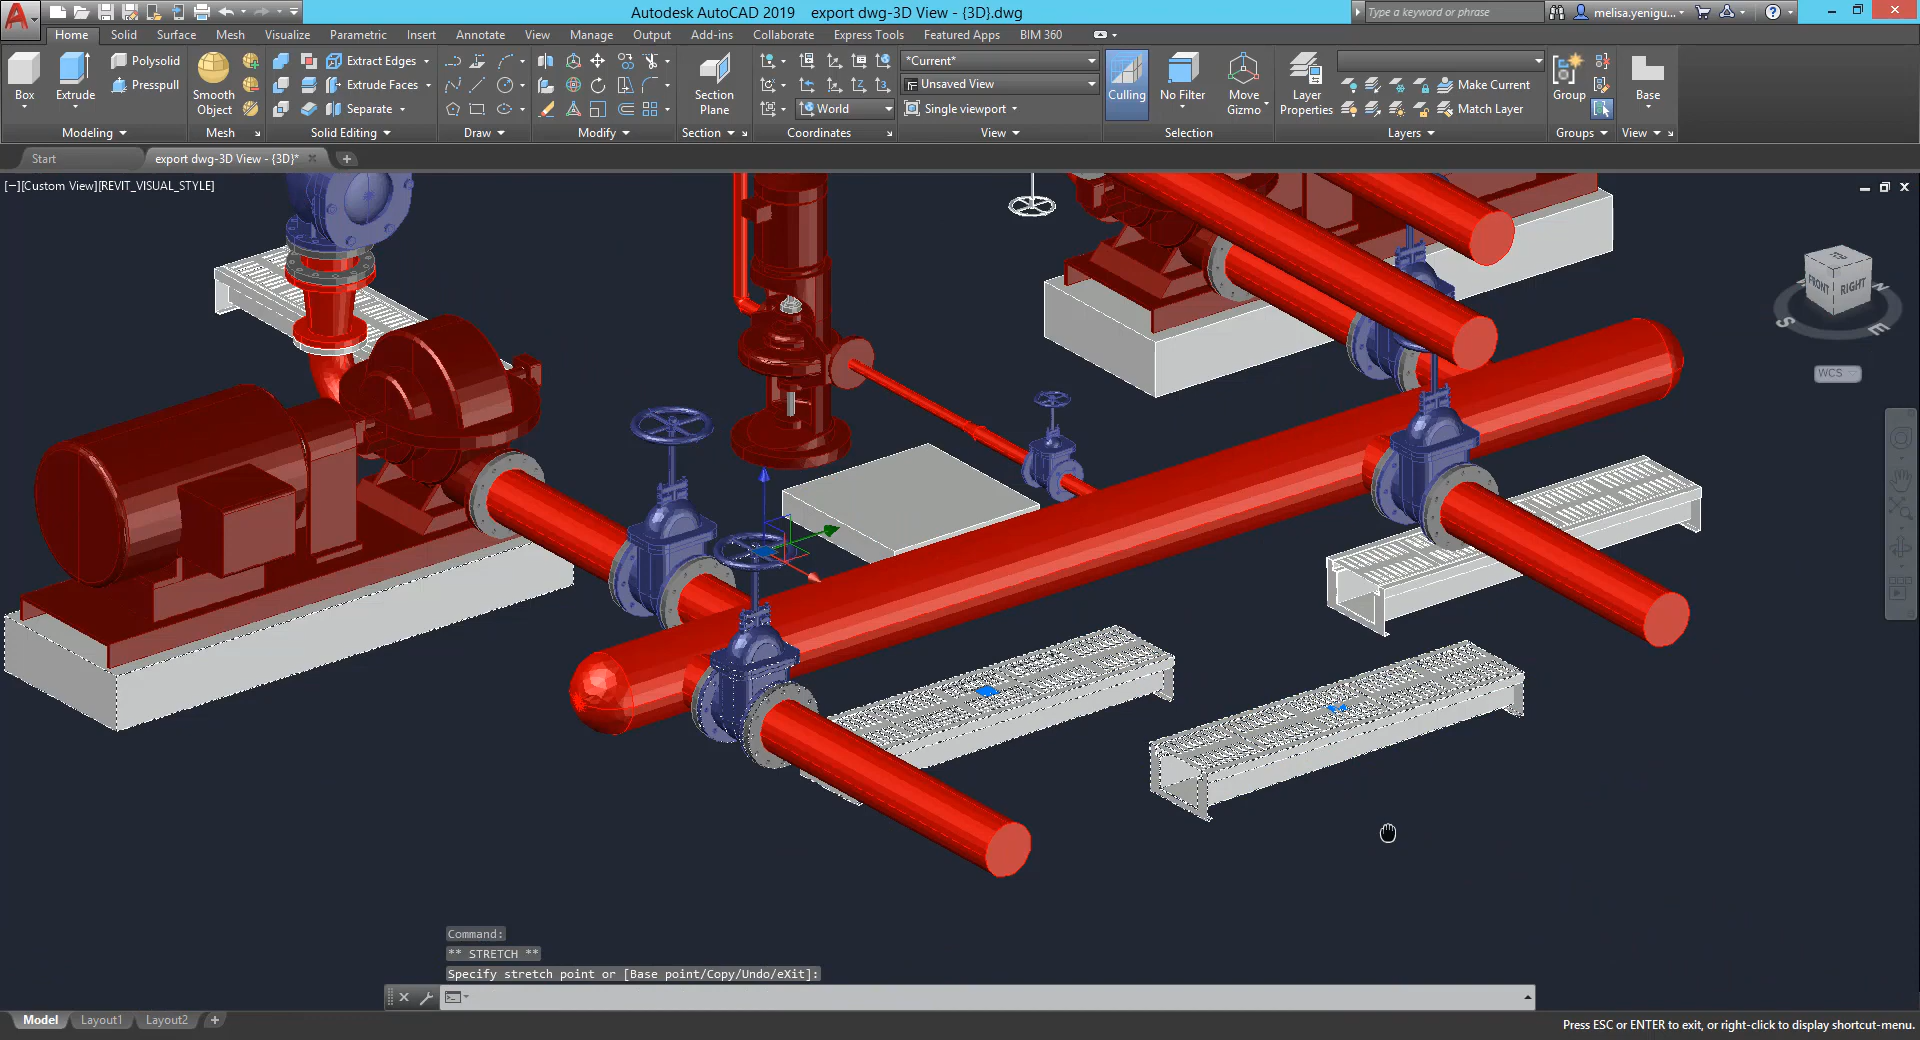 Autodesk AutoCAD 2019 export dwg-3D View - {3D}.dwg
Type a keyword or phrase
melisa.yenigu...
Home Solid Surface Mesh Visualize Parametric Insert Annotate View Manage Output Add-ins Collaborate Express Tools Featured Apps BIM 360
Box
Extrude
Polysolid
Presspull
Modeling
Smooth Object
Mesh
Extract Edges
Extrude Faces
Separate
Solid Editing
Draw
Modify
Section Plane
Section
World
Coordinates
*Current*
Unsaved View
Single viewport
View
Culling
No Filter
Move Gizmo
Selection
Layer Properties
Make Current
Match Layer
Layers
Group
Groups
Base
View
Start
export dwg-3D View - {3D}*
[−][Custom View][REVIT_VISUAL_STYLE]
TOP
FRONT
RIGHT
N
S
E
WCS
Command:
** STRETCH **
Specify stretch point or [Base point/Copy/Undo/eXit]:
Model Layout1 Layout2 +
Press ESC or ENTER to exit, or right-click to display shortcut-menu.